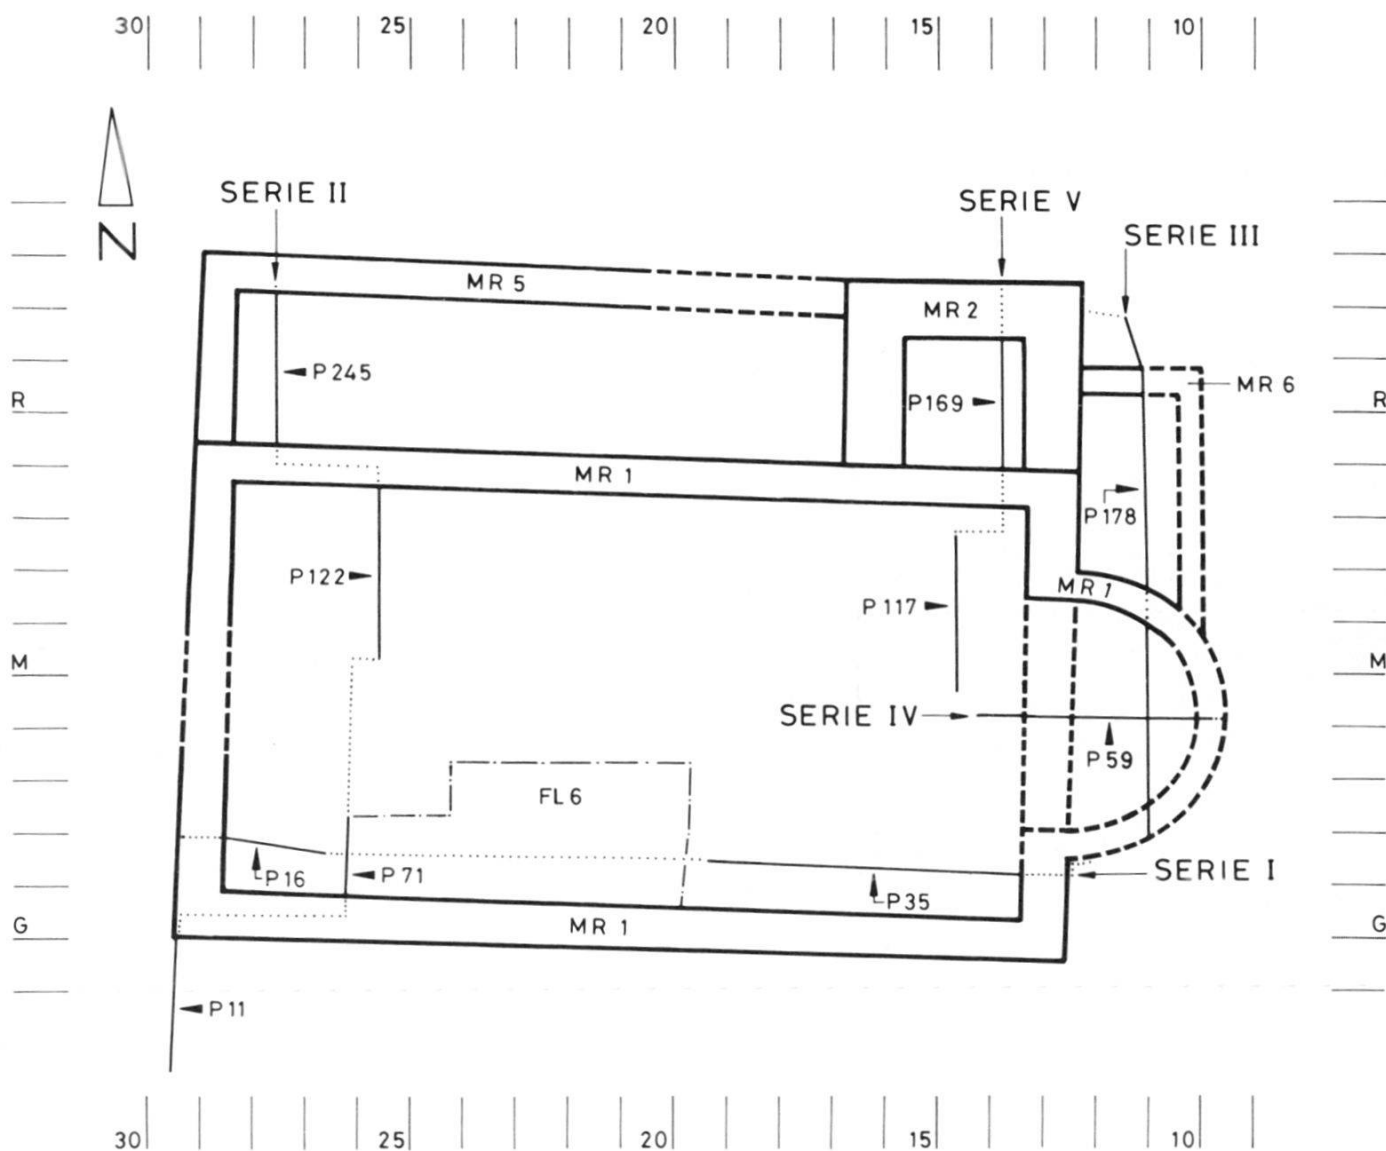 30 25 20 15 10
SERIE II
SERIE V
SERIE III
N
MR 5
MR 2
P 245
MR 6
R
P169
R
MR 1
P 178
P 122
MR 1
P 117
M
M
SERIE IV
P 59
FL 6
P 16
P 71
SERIE I
P35
G
MR 1
G
P 11
30 25 20 15 10